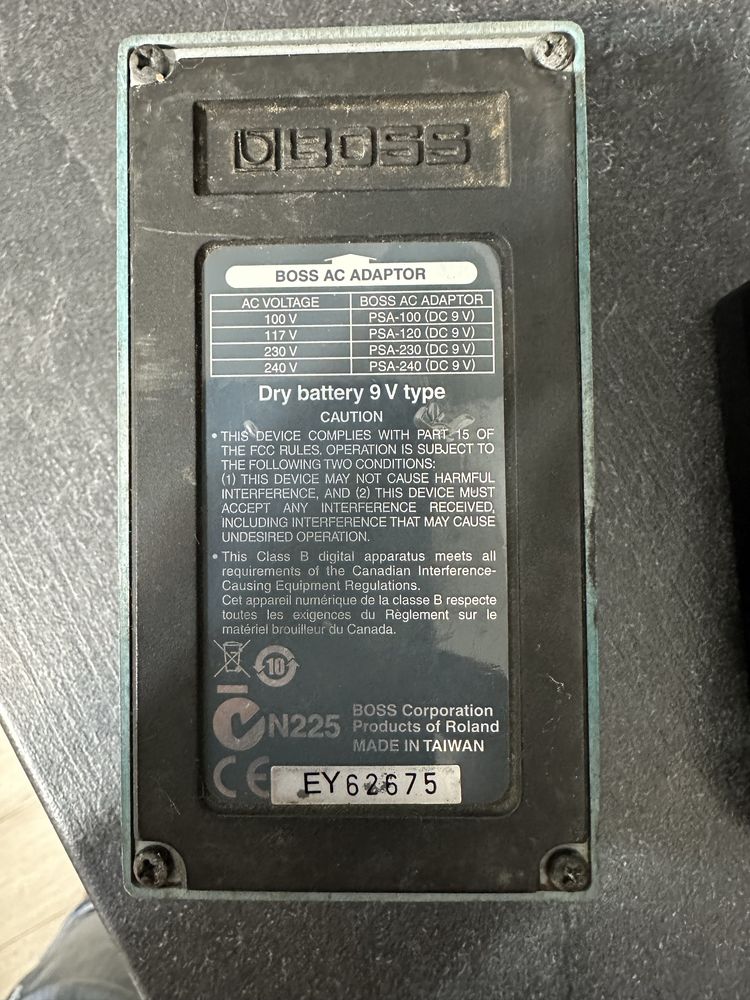 BOSS
BOSS AC ADAPTOR
AC VOLTAGE BOSS AC ADAPTOR
100 V PSA-100 (DC 9 V)
117 V PSA-120 (DC 9 V)
230 V PSA-230 (DC 9 V)
240 V PSA-240 (DC 9 V)
Dry battery 9 V type
CAUTION
• THIS DEVICE COMPLIES WITH PART 15 OF
THE FCC RULES. OPERATION IS SUBJECT TO
THE FOLLOWING TWO CONDITIONS:
(1) THIS DEVICE MAY NOT CAUSE HARMFUL
INTERFERENCE, AND (2) THIS DEVICE MUST
ACCEPT ANY INTERFERENCE RECEIVED,
INCLUDING INTERFERENCE THAT MAY CAUSE
UNDESIRED OPERATION.
• This Class B digital apparatus meets all
requirements of the Canadian Interference-
Causing Equipment Regulations.
Cet appareil numérique de la classe B respecte
toutes les exigences du Règlement sur le
matériel brouilleur du Canada.
10
N225
BOSS Corporation
Products of Roland
MADE IN TAIWAN
CE
EY62675